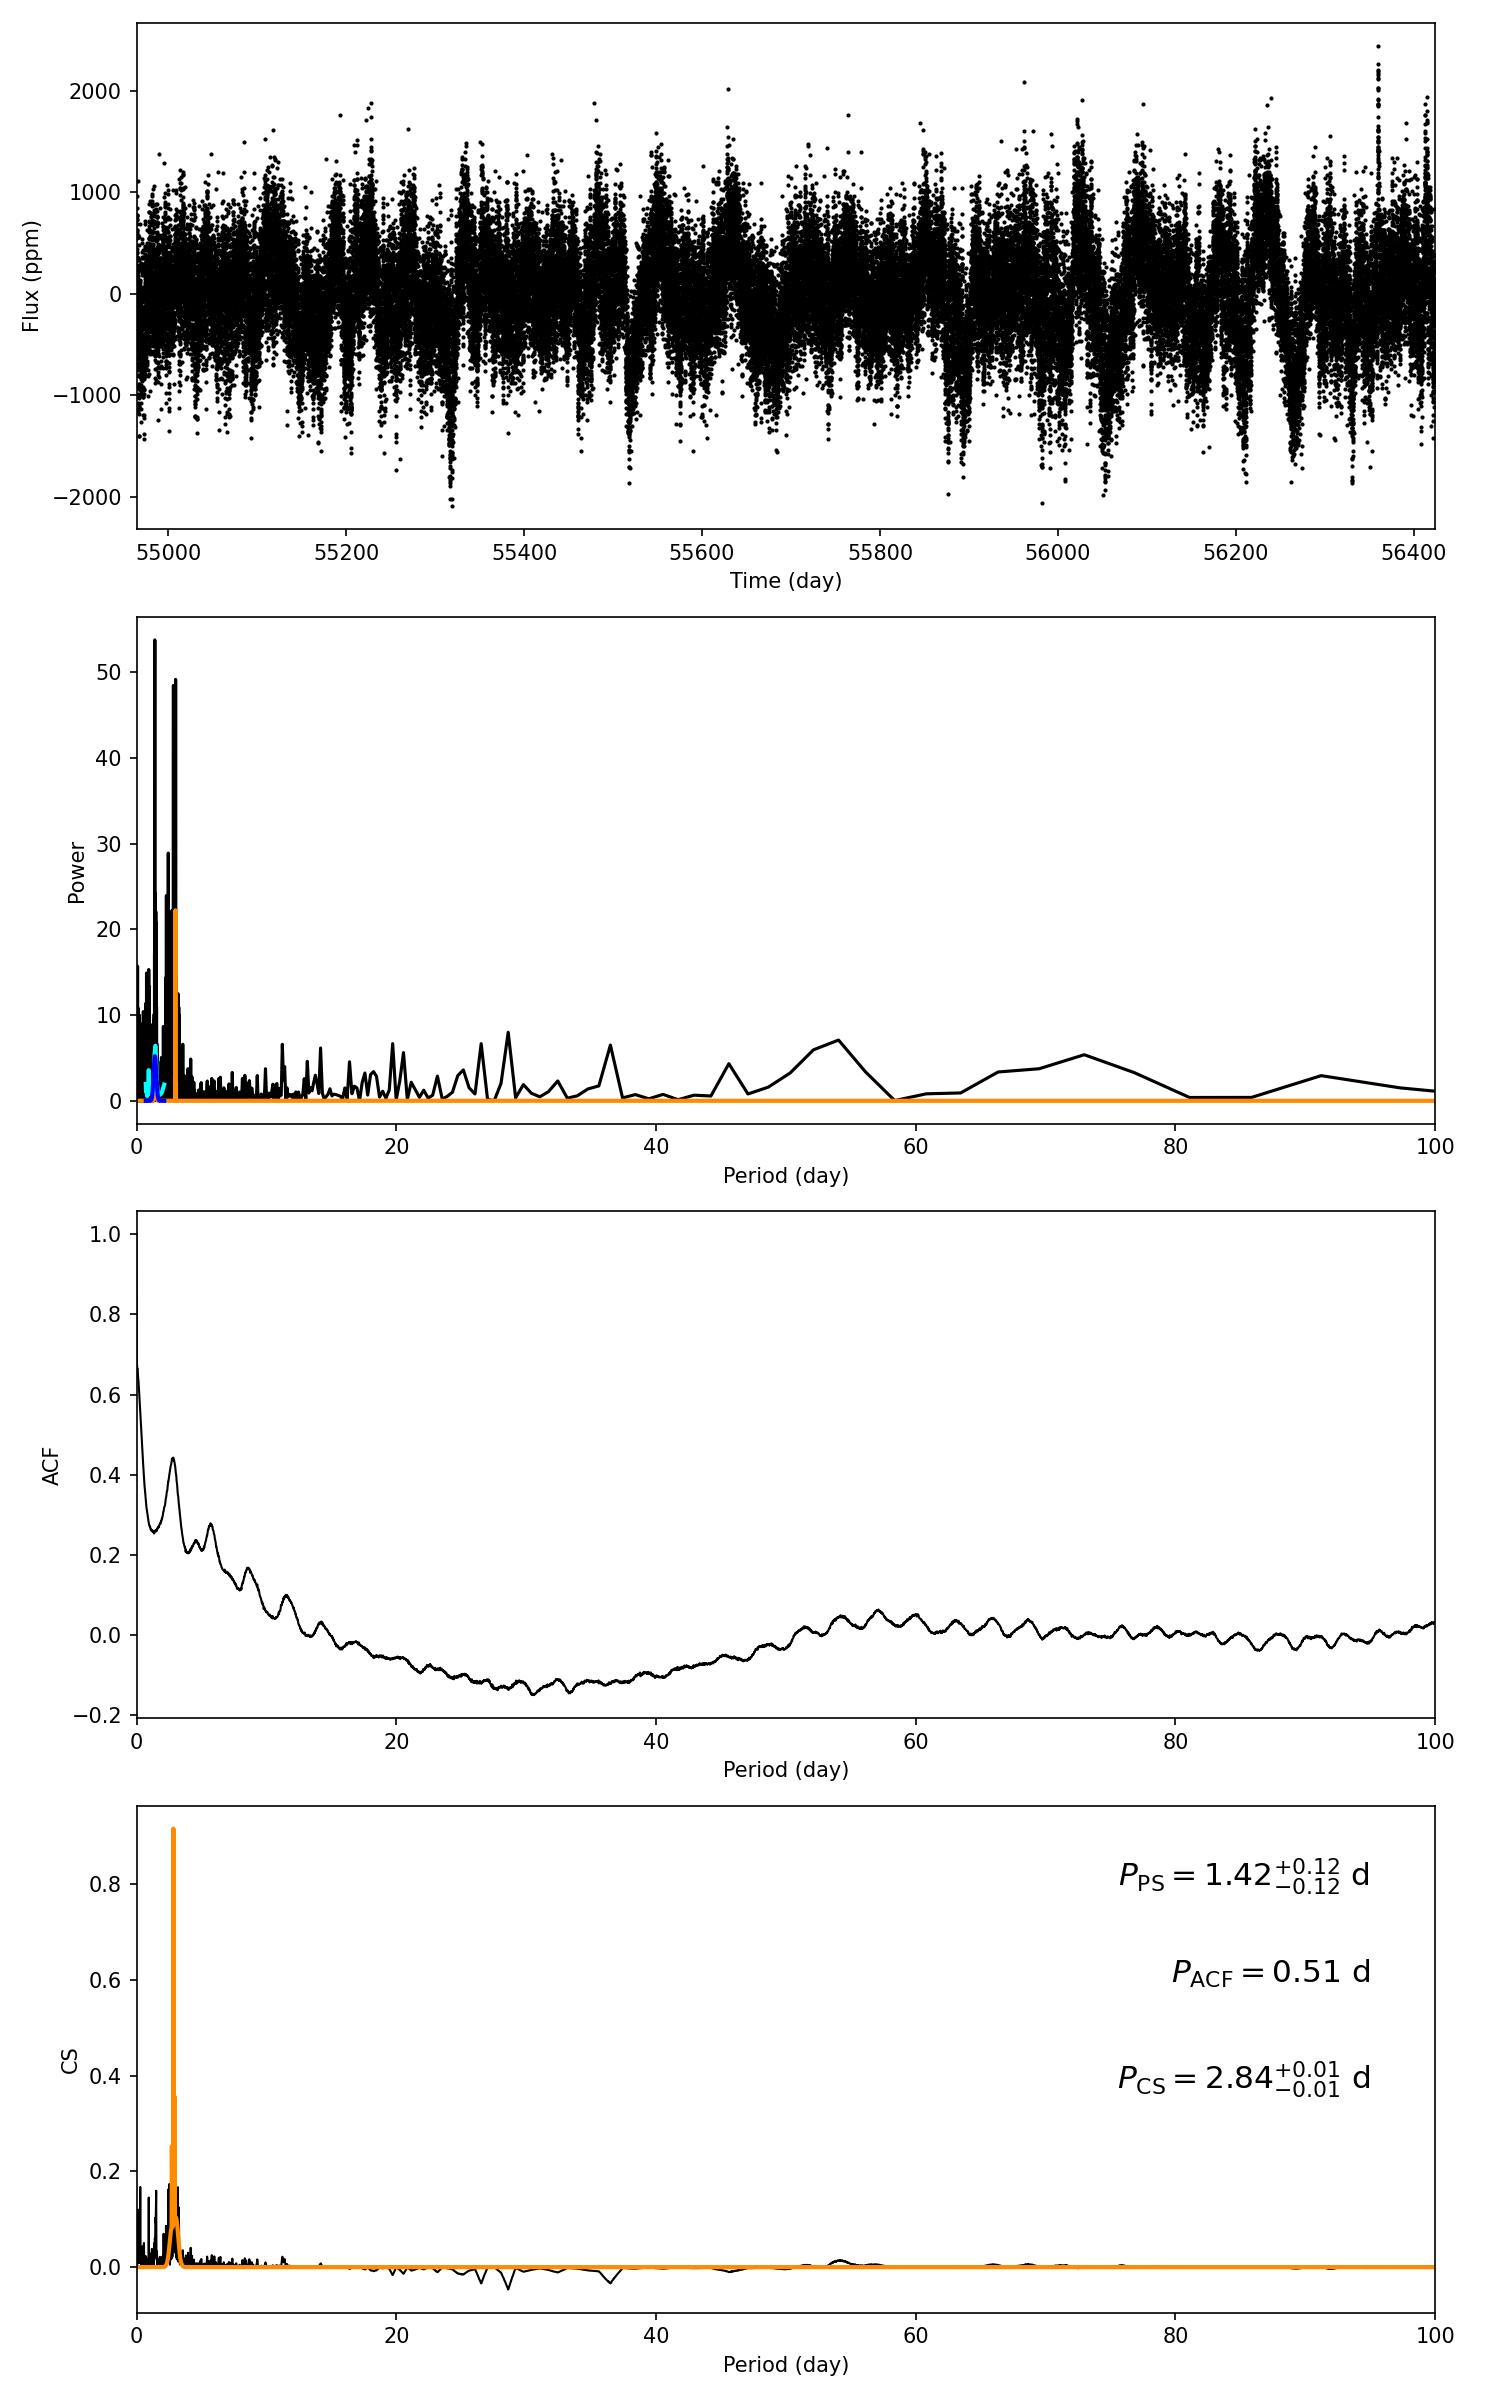 2000
1000
0
−1000
−2000
Flux (ppm)
55000 55200 55400 55600 55800 56000 56200 56400
Time (day)
50
40
30
20
10
0
Power
0 20 40 60 80 100
Period (day)
1.0
0.8
0.6
0.4
0.2
0.0
−0.2
ACF
0 20 40 60 80 100
Period (day)
0.8
0.6
0.4
0.2
0.0
CS
P_PS = 1.42^{+0.12}_{−0.12} d
P_ACF = 0.51 d
P_CS = 2.84^{+0.01}_{−0.01} d
0 20 40 60 80 100
Period (day)